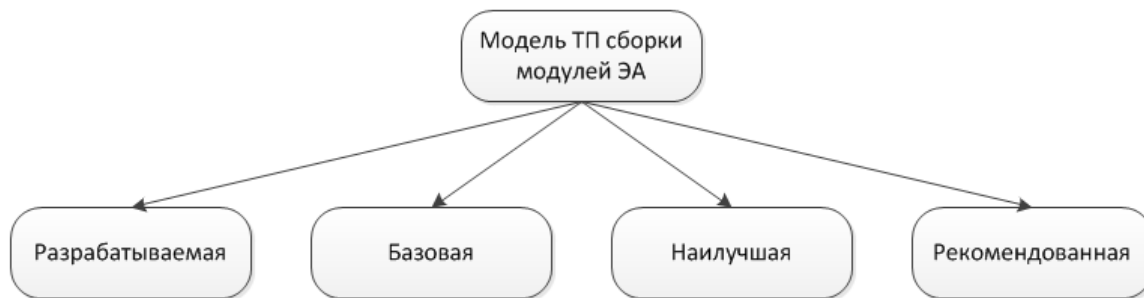 Модель ТП сборки
модулей ЭА
Разрабатываемая
Базовая
Наилучшая
Рекомендованная